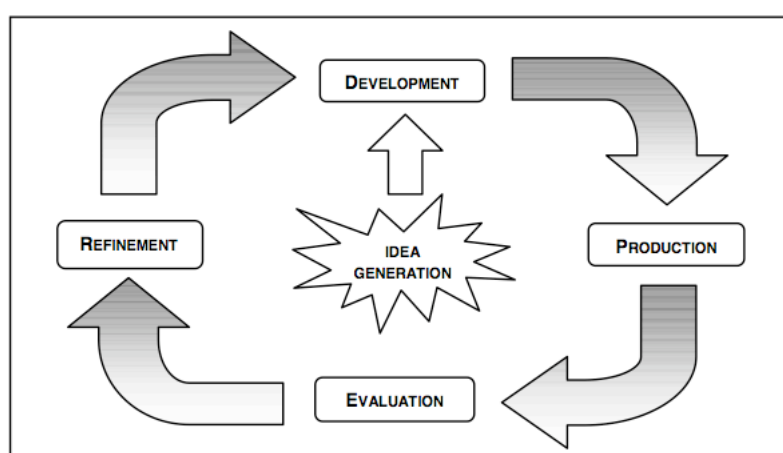 DEVELOPMENT
REFINEMENT
IDEA
GENERATION
PRODUCTION
EVALUATION